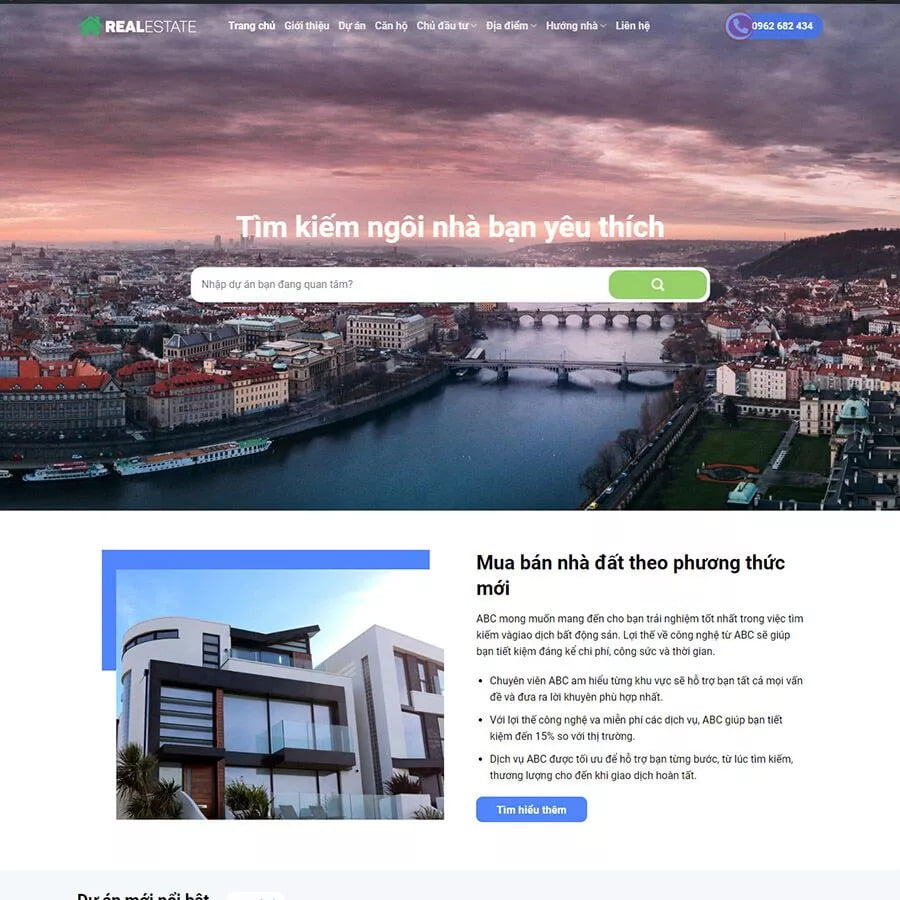 REALESTATE
Trang chủ Giới thiệu Dự án Căn hộ Chủ đầu tư Địa điểm Hướng nhà Liên hệ
0962 682 434
Tìm kiếm ngôi nhà bạn yêu thích
Nhập dự án bạn đang quan tâm?
Mua bán nhà đất theo phương thức
mới
ABC mong muốn mang đến cho bạn trải nghiệm tốt nhất trong việc tìm
kiếm vàgiao dịch bất động sản. Lợi thế về công nghệ từ ABC sẽ giúp
bạn tiết kiệm đáng kể chi phí, công sức và thời gian.
Chuyên viên ABC am hiểu từng khu vực sẽ hỗ trợ bạn tất cả mọi vấn
đề và đưa ra lời khuyên phù hợp nhất.
Với lợi thế công nghệ va miễn phí các dịch vụ, ABC giúp bạn tiết
kiệm đến 15% so với thị trường.
Dịch vụ ABC được tối ưu để hỗ trợ bạn từng bước, từ lúc tìm kiếm,
thương lượng cho đến khi giao dịch hoàn tất.
Tìm hiểu thêm
Dự án mới nổi bật